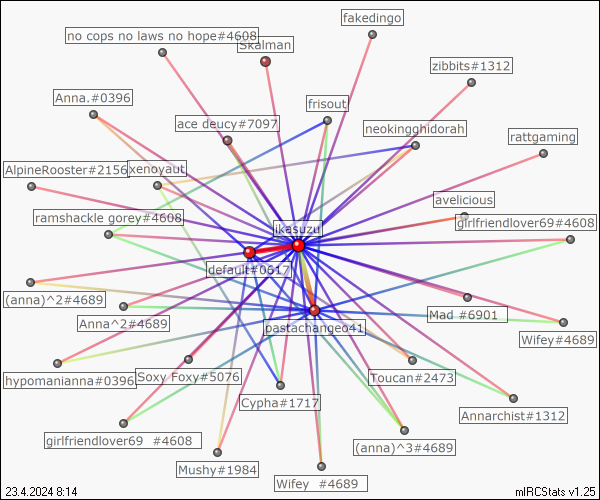 fakedingo
no cops no laws no hope#4608
Skalman
zibbits#1312
Anna.#0396
frisout
ace deucy#7097
neokingghidorah
rattgaming
AlpineRooster#2156
xenoyaut
avelicious
ramshackle gorey#4608
girlfriendlover69#4608
ikasuzu
default#0617
(anna)^2#4689
Mad #6901
Anna^2#4689
pastachangeo41
Wifey#4689
hypomanianna#0396
Soxy Foxy#5076
Toucan#2473
Cypha#1717
Annarchist#1312
girlfriendlover69 #4608
(anna)^3#4689
Mushy#1984
Wifey #4689
23.4.2024 8:14
mIRCStats v1.25